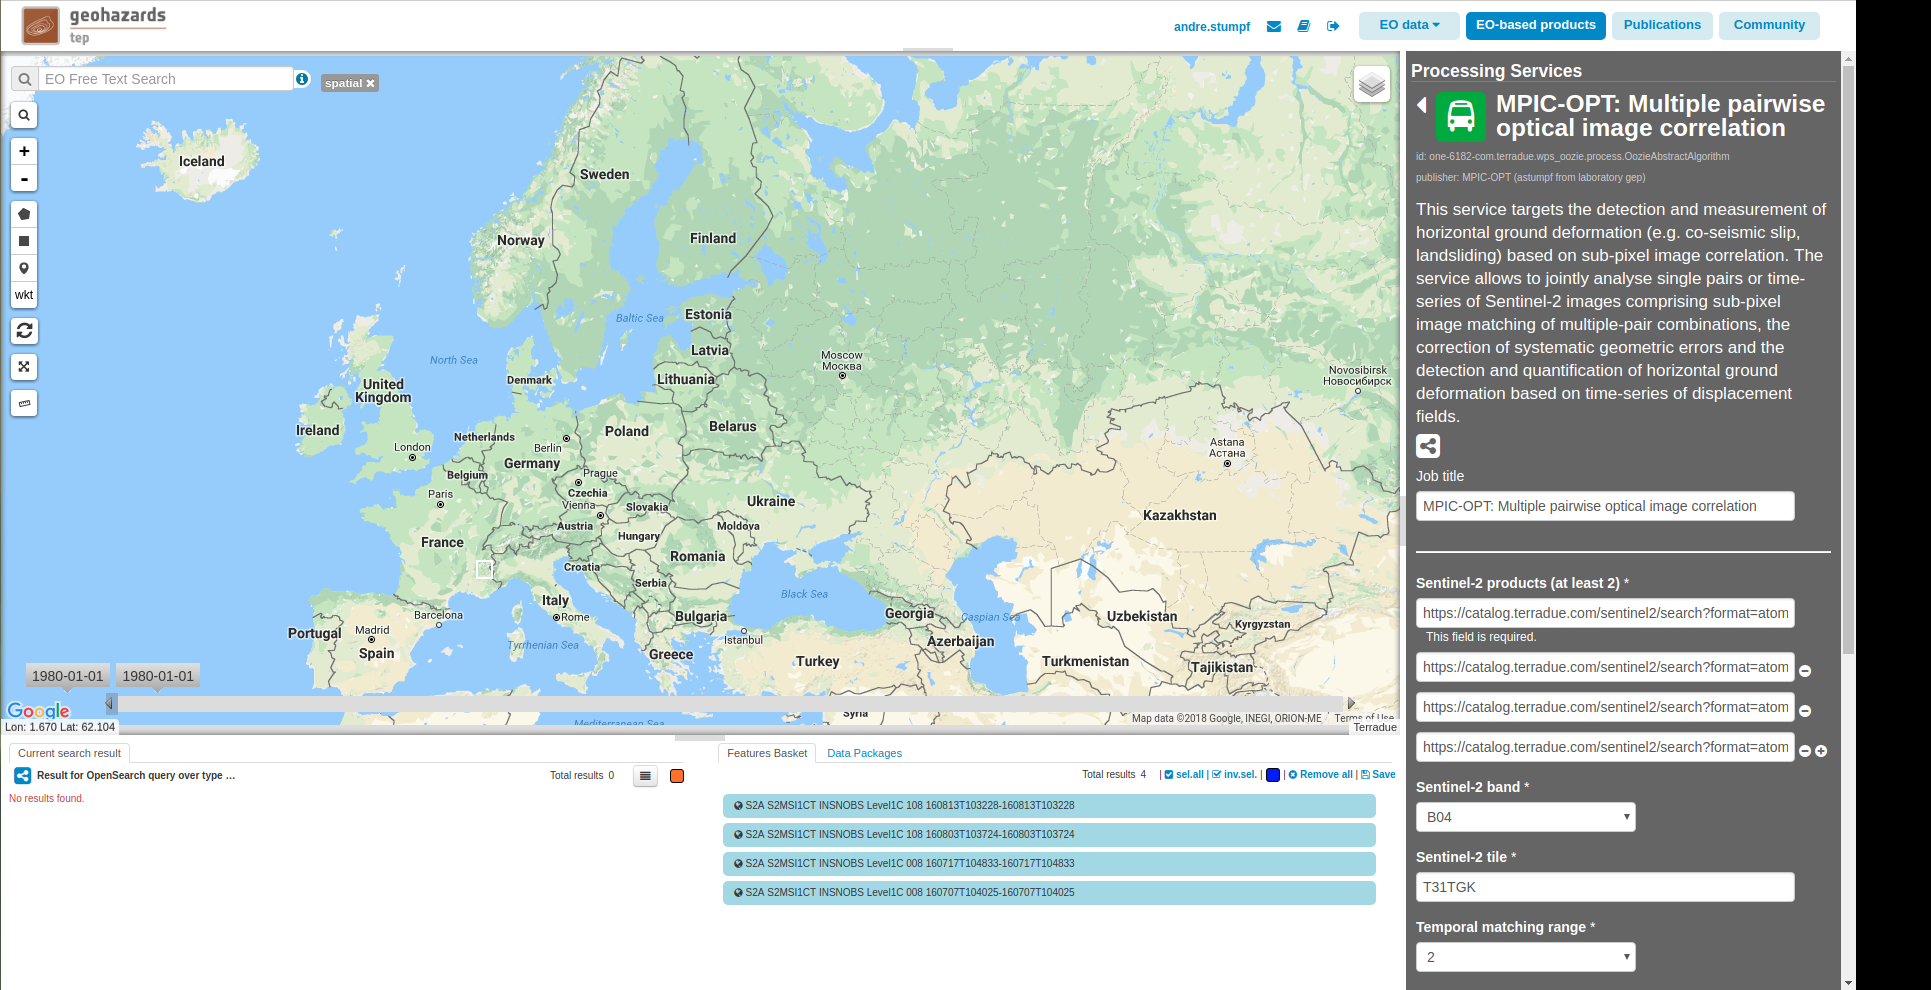 geohazards
tep
andre.stumpf
EO data
EO-based products
Publications
Community
EO Free Text Search
spatial
+
-
wkt
Iceland
Sweden
Norway
Finland
Baltic Sea
Estonia
North Sea
Latvia
Moscow
Москва
Denmark
Lithuania
Novosibirsk
Новосибирск
United
Kingdom
Ireland
Netherlands
Poland
Belarus
London
Berlin
Germany
Belgium
Astana
Астана
Prague
Paris
Czechia
Vienna
Slovakia
Ukraine
Kazakhstan
Austria
Moldova
Hungary
France
Romania
Croatia
Serbia
Black Sea
Italy
Bulgaria
Georgia
Caspian Sea
Uzbekistan
Kyrgyzstan
Barcelona
Rome
Portugal
Madrid
Istanbul
Azerbaijan
Spain
Tyrrhenian Sea
Greece
Turkey
Turkmenistan
Tajikistan
1980-01-01
1980-01-01
Google
Syria
Mediterranean Sea
Map data ©2018 Google, INEGI, ORION-ME
Terms of Use
Lon: 1.670 Lat: 62.104
Terradue
Current search result
Result for OpenSearch query over type ...
Total results 0
No results found.
Features Basket
Data Packages
Total results 4 | sel.all | inv.sel. | | Remove all | Save
S2A S2MSI1CT INSNOBS Level1C 108 160813T103228-160813T103228
S2A S2MSI1CT INSNOBS Level1C 108 160803T103724-160803T103724
S2A S2MSI1CT INSNOBS Level1C 008 160717T104833-160717T104833
S2A S2MSI1CT INSNOBS Level1C 008 160707T104025-160707T104025
Processing Services
MPIC-OPT: Multiple pairwise
optical image correlation
id: one-6182-com.terradue.wps_oozie.process.OozieAbstractAlgorithm
publisher: MPIC-OPT (astumpf from laboratory gep)
This service targets the detection and measurement of
horizontal ground deformation (e.g. co-seismic slip,
landsliding) based on sub-pixel image correlation. The
service allows to jointly analyse single pairs or time-
series of Sentinel-2 images comprising sub-pixel
image matching of multiple-pair combinations, the
correction of systematic geometric errors and the
detection and quantification of horizontal ground
deformation based on time-series of displacement
fields.
Job title
MPIC-OPT: Multiple pairwise optical image correlation
Sentinel-2 products (at least 2) *
https://catalog.terradue.com/sentinel2/search?format=atom
This field is required.
https://catalog.terradue.com/sentinel2/search?format=atom
https://catalog.terradue.com/sentinel2/search?format=atom
https://catalog.terradue.com/sentinel2/search?format=atom
Sentinel-2 band *
B04
Sentinel-2 tile *
T31TGK
Temporal matching range *
2